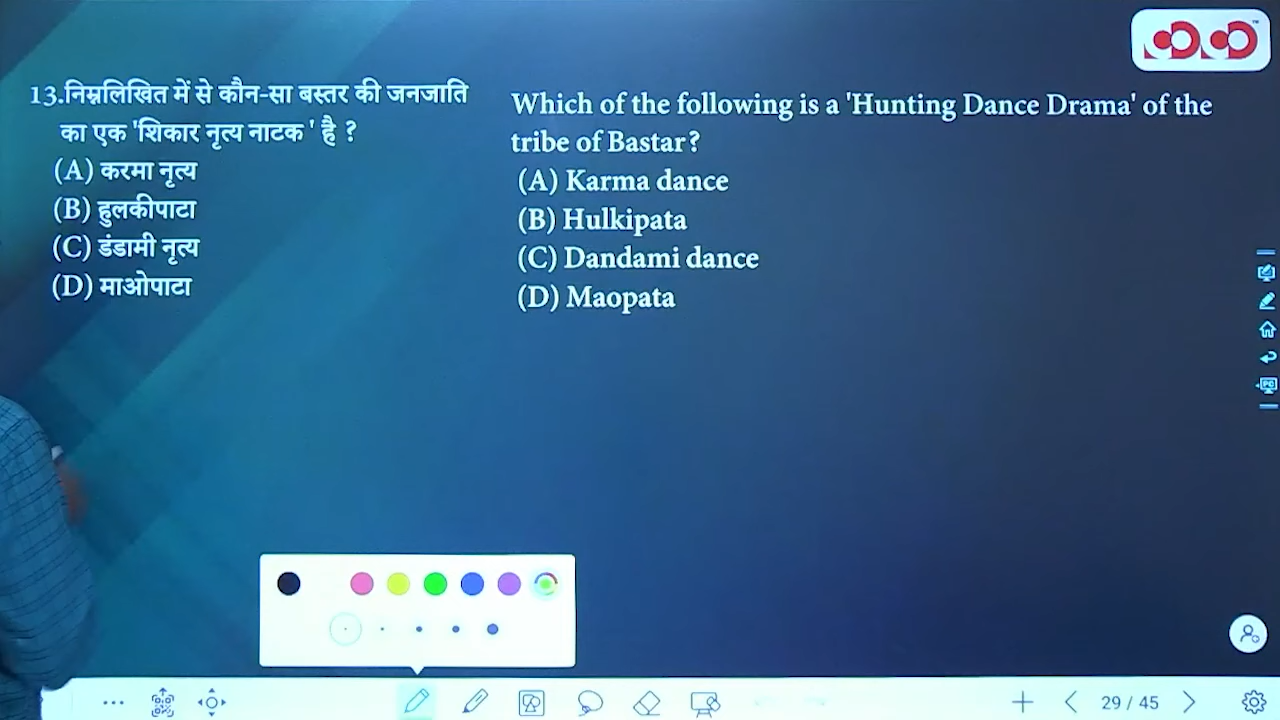 13.निम्नलिखित में से कौन-सा बस्तर की जनजाति
का एक 'शिकार नृत्य नाटक ' है ?
(A) करमा नृत्य
(B) हुलकीपाटा
(C) डंडामी नृत्य
(D) माओपाटा
Which of the following is a 'Hunting Dance Drama' of the
tribe of Bastar?
(A) Karma dance
(B) Hulkipata
(C) Dandami dance
(D) Maopata
29 / 45